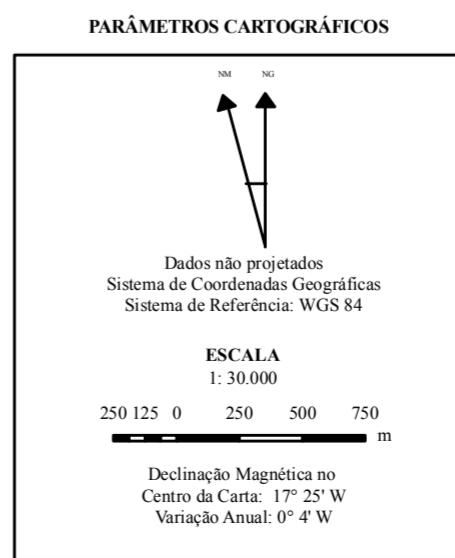 PARÂMETROS CARTOGRÁFICOS
NM NG
Dados não projetados
Sistema de Coordenadas Geográficas
Sistema de Referência: WGS 84
ESCALA
1: 30.000
250 125 0 250 500 750
m
Declinação Magnética no
Centro da Carta: 17° 25' W
Variação Anual: 0° 4' W